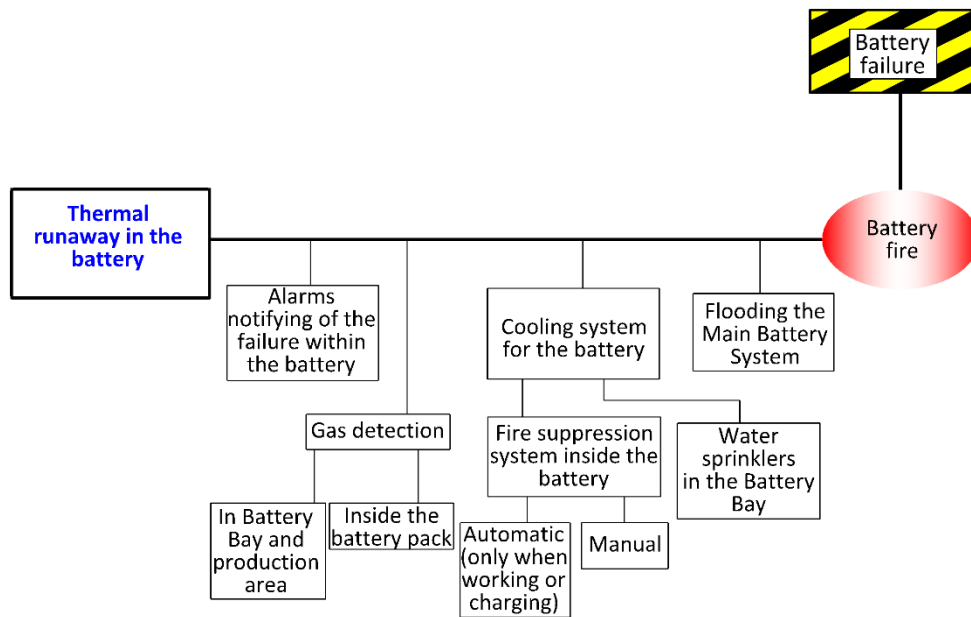 Battery
failure
Thermal
runaway in the
battery
Battery
fire
Alarms
notifying of the
failure within
the battery
Cooling system
for the battery
Flooding the
Main Battery
System
Gas detection
Fire suppression
system inside the
battery
Water
sprinklers
in the Battery
Bay
In Battery
Bay and
production
area
Inside the
battery pack
Automatic
(only when
working or
charging)
Manual